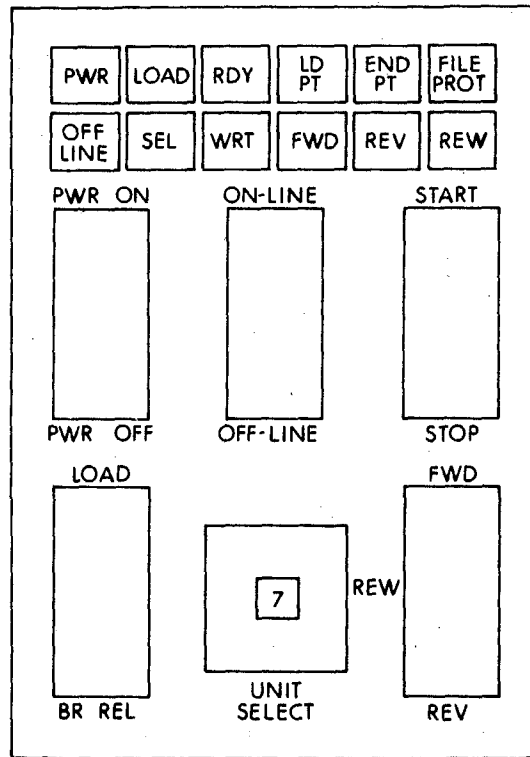 PWR LOAD RDY LD PT END PT FILE PROT
OFF LINE SEL WRT FWD REV REW
PWR ON ON-LINE START
PWR OFF OFF-LINE STOP
LOAD FWD
7 REW
UNIT SELECT
BR REL REV